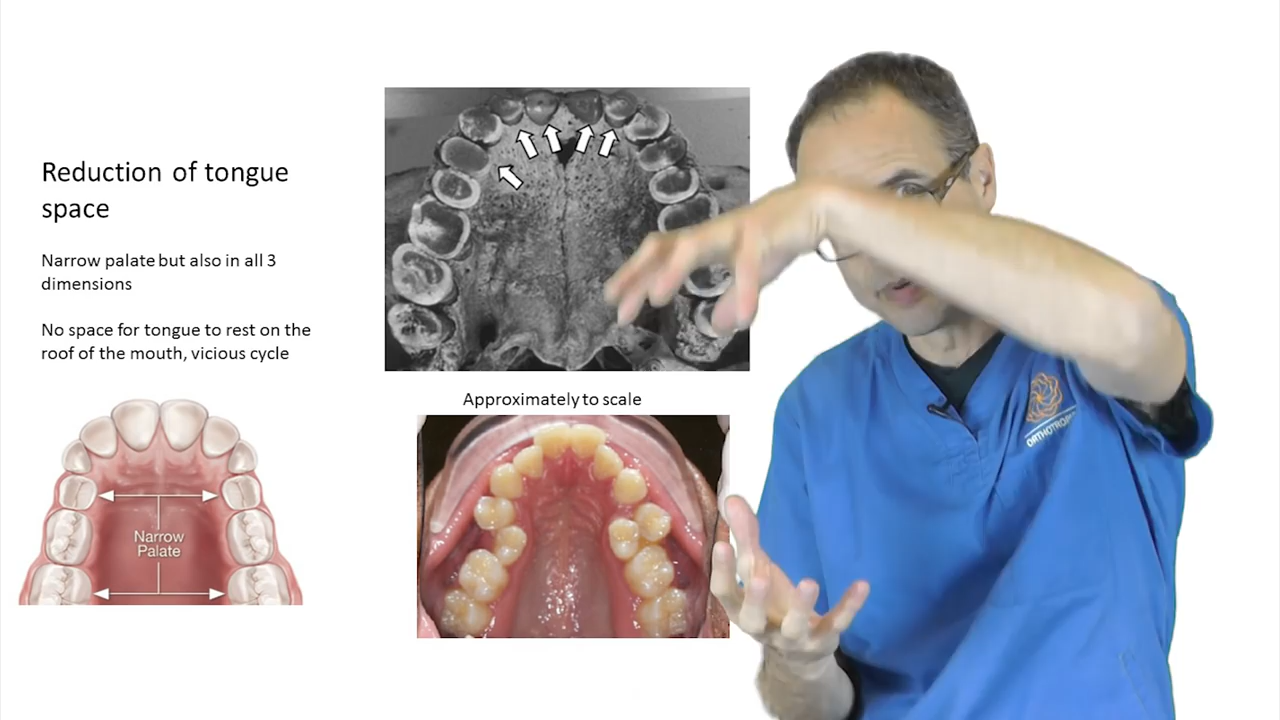 Reduction of tongue
space
Narrow palate but also in all 3
dimensions
No space for tongue to rest on the
roof of the mouth, vicious cycle
Narrow
Palate
Approximately to scale